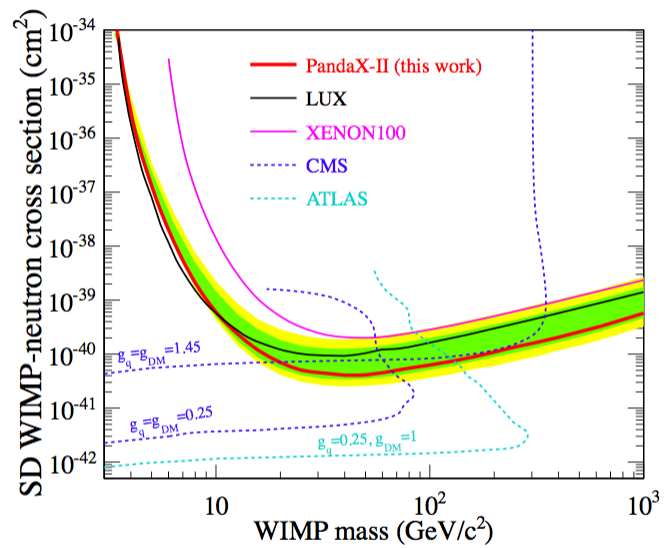 SD WIMP-neutron cross section (cm²)
10⁻³⁴
10⁻³⁵
10⁻³⁶
10⁻³⁷
10⁻³⁸
10⁻³⁹
10⁻⁴⁰
10⁻⁴¹
10⁻⁴²
PandaX-II (this work)
LUX
XENON100
CMS
ATLAS
g_q=g_DM=1.45
g_q=g_DM=0.25
g_q=0.25, g_DM=1
10
10²
10³
WIMP mass (GeV/c²)